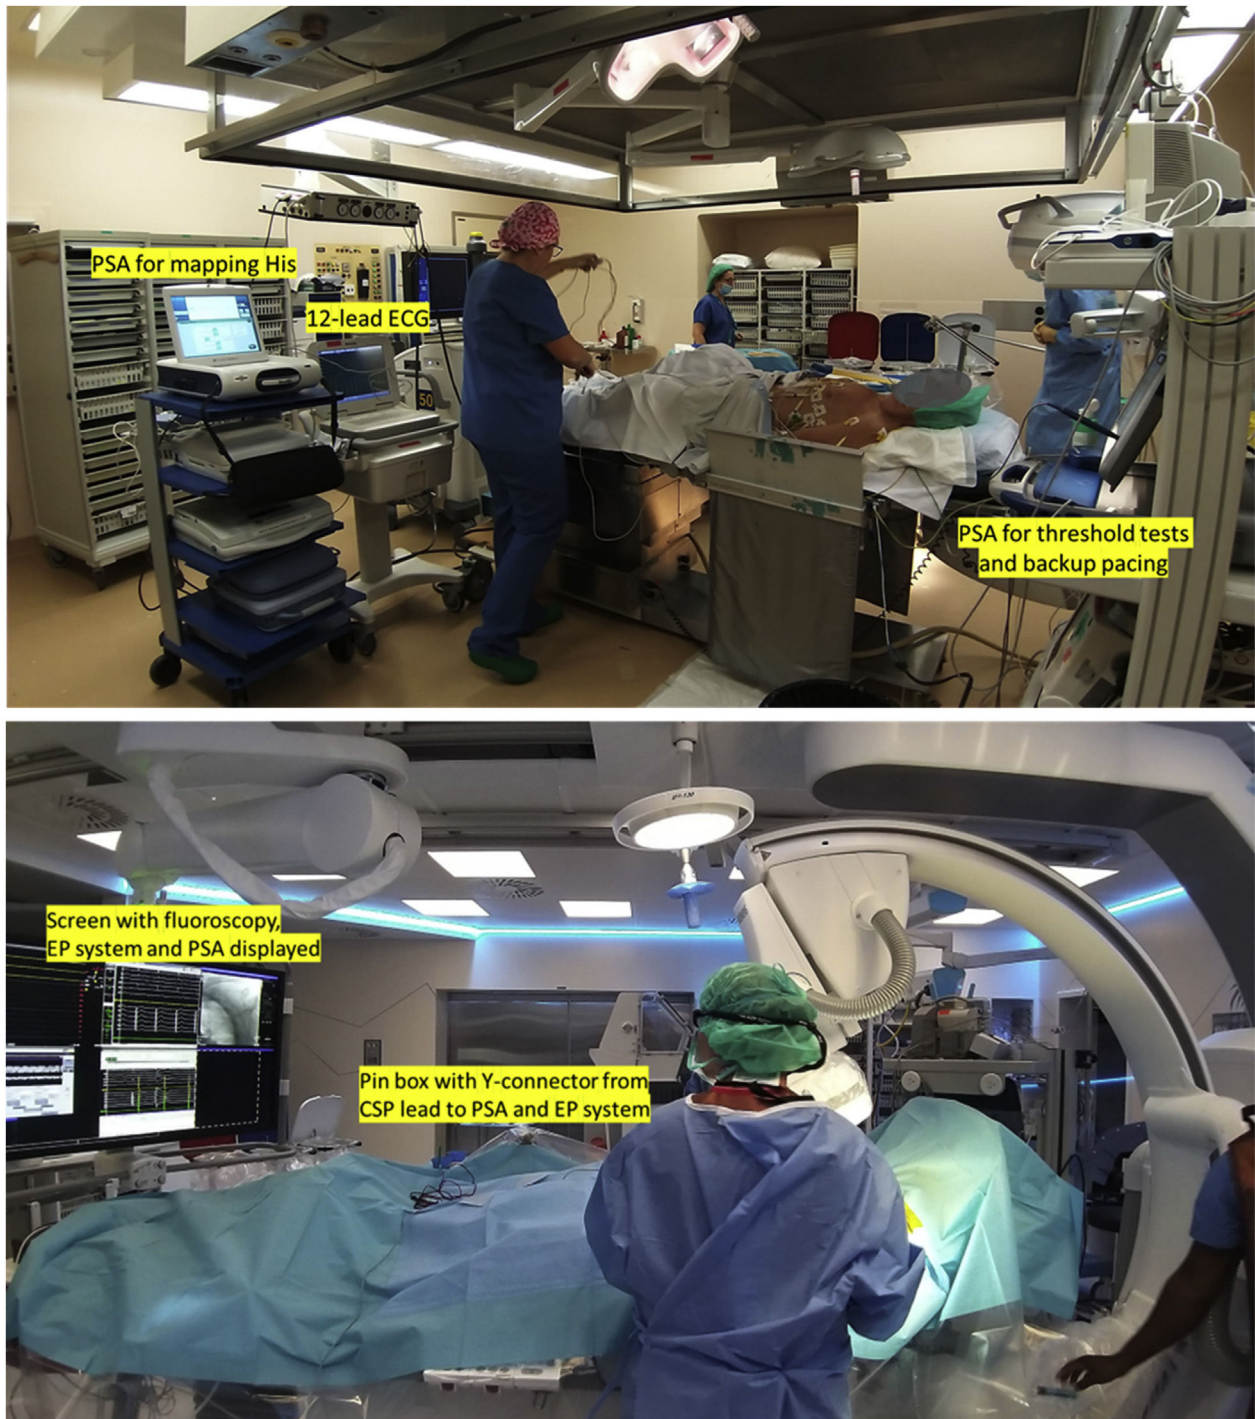 PSA for mapping His
12-lead ECG
50
PSA for threshold tests
and backup pacing
Screen with fluoroscopy,
EP system and PSA displayed
Pin box with Y-connector from
CSP lead to PSA and EP system